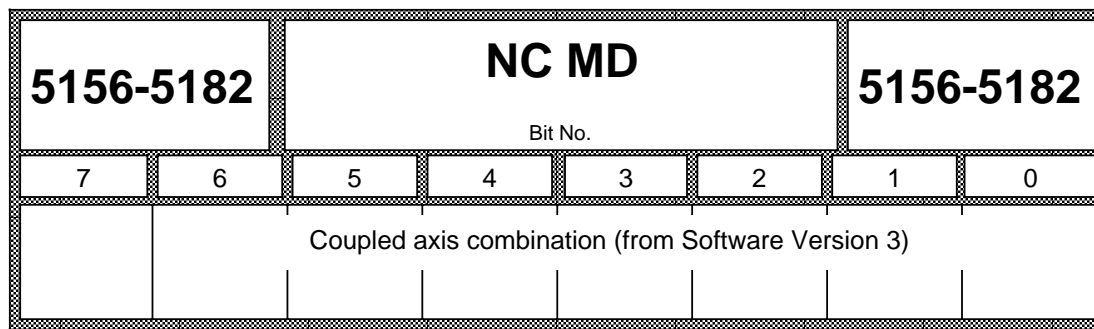 5156-5182 NC MD 5156-5182
Bit No.
7 6 5 4 3 2 1 0
Coupled axis combination (from Software Version 3)